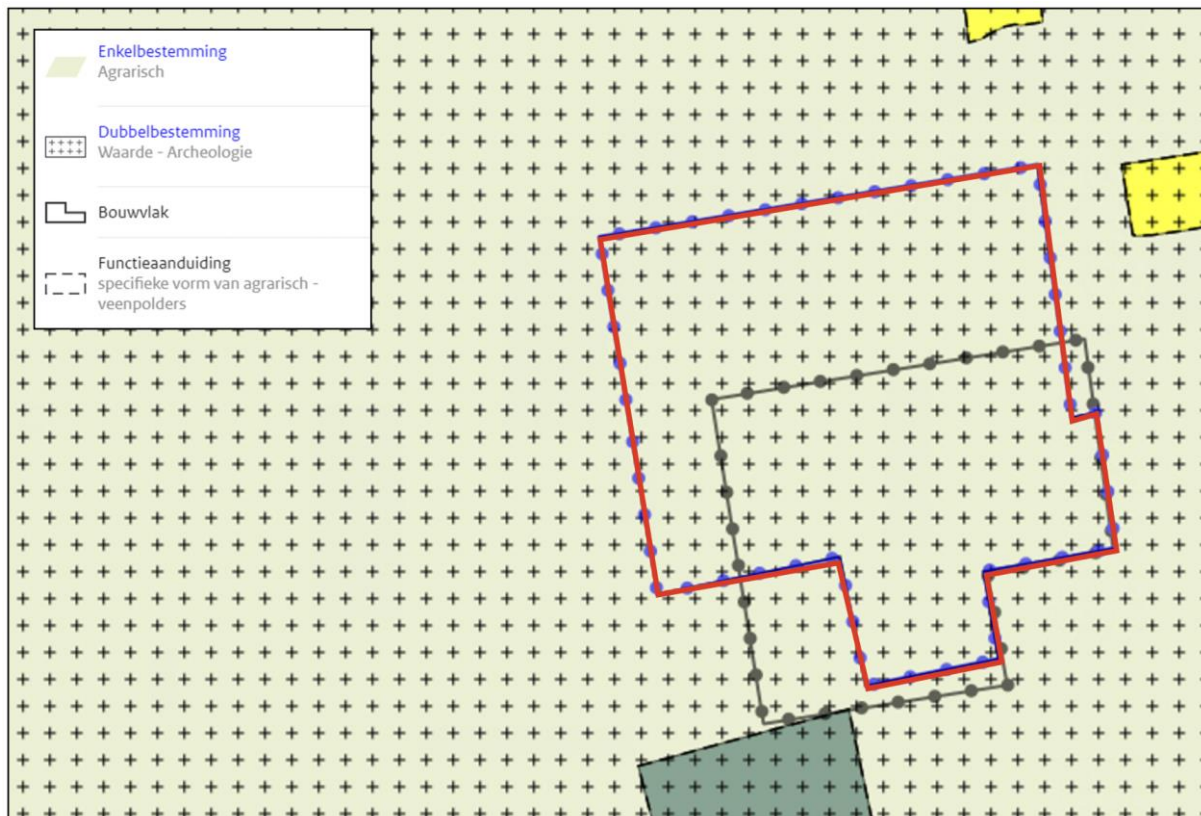 Enkelbestemming
Agrarisch
Dubbelbestemming
Waarde - Archeologie
Bouwvlak
Functieaanduiding
specifieke vorm van agrarisch -
veenpolders